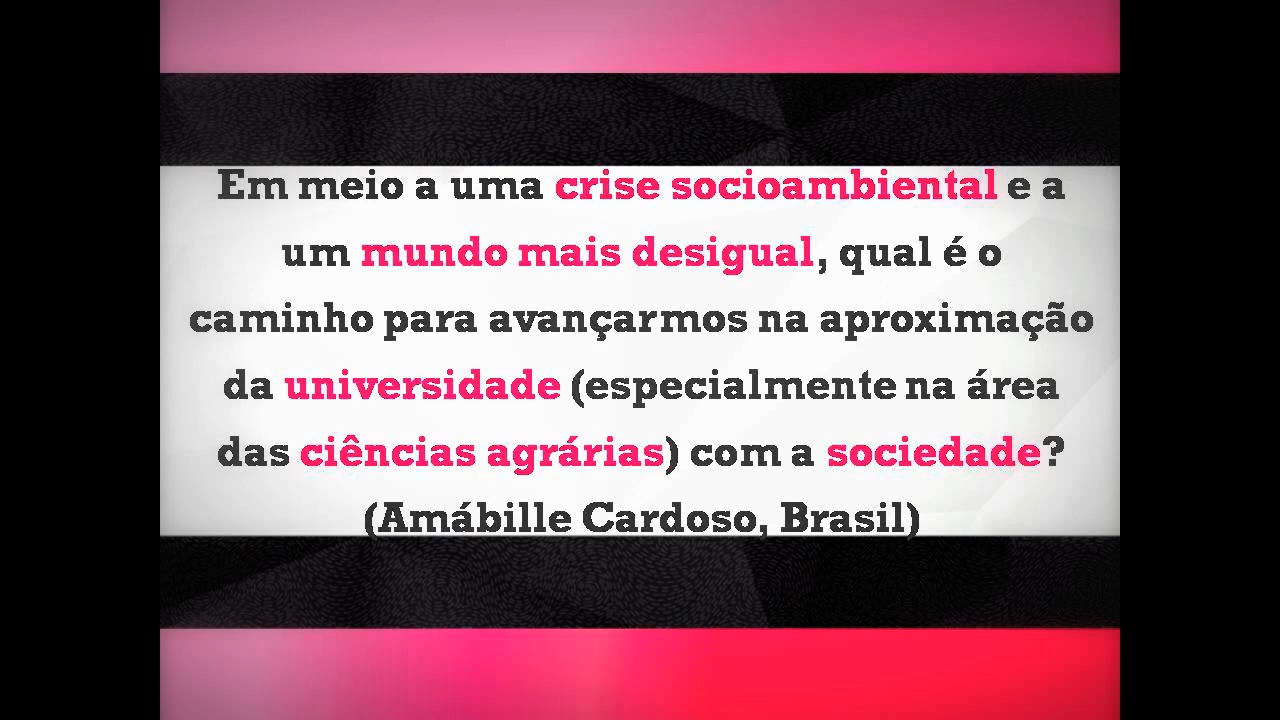 Em meio a uma crise socioambiental e a
um mundo mais desigual, qual é o
caminho para avançarmos na aproximação
da universidade (especialmente na área
das ciências agrárias) com a sociedade?
(Amábille Cardoso, Brasil)